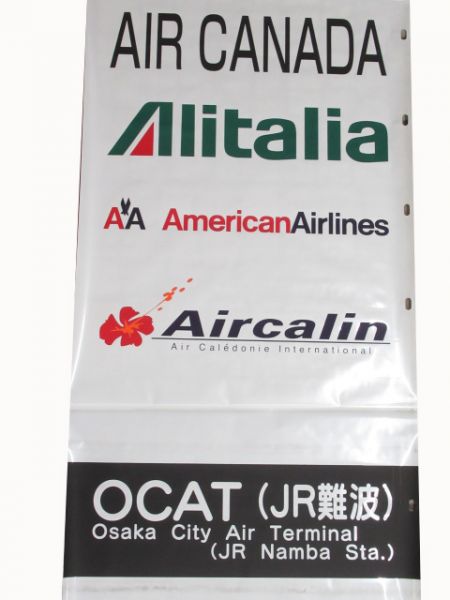 AIR CANADA
Alitalia
AA AmericanAirlines
Aircalin
Air Calédonie International
OCAT (JR難波)
Osaka City Air Terminal
(JR Namba Sta.)